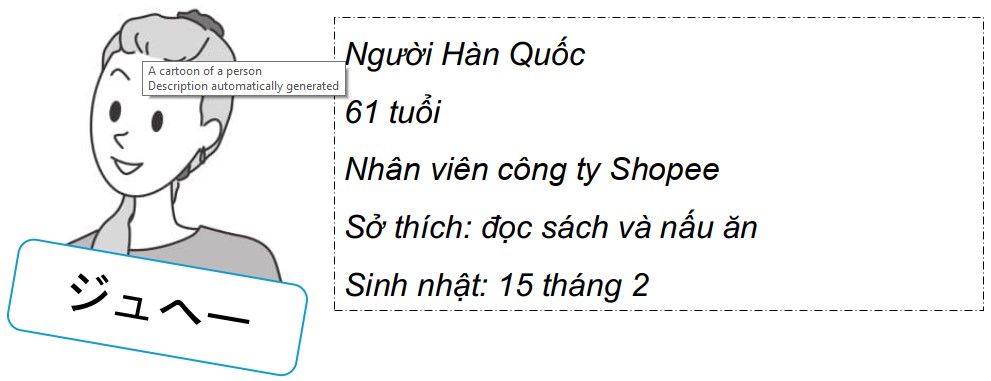 A cartoon of a person
Description automatically generated
Người Hàn Quốc
61 tuổi
Nhân viên công ty Shopee
Sở thích: đọc sách và nấu ăn
Sinh nhật: 15 tháng 2
ジュヘー